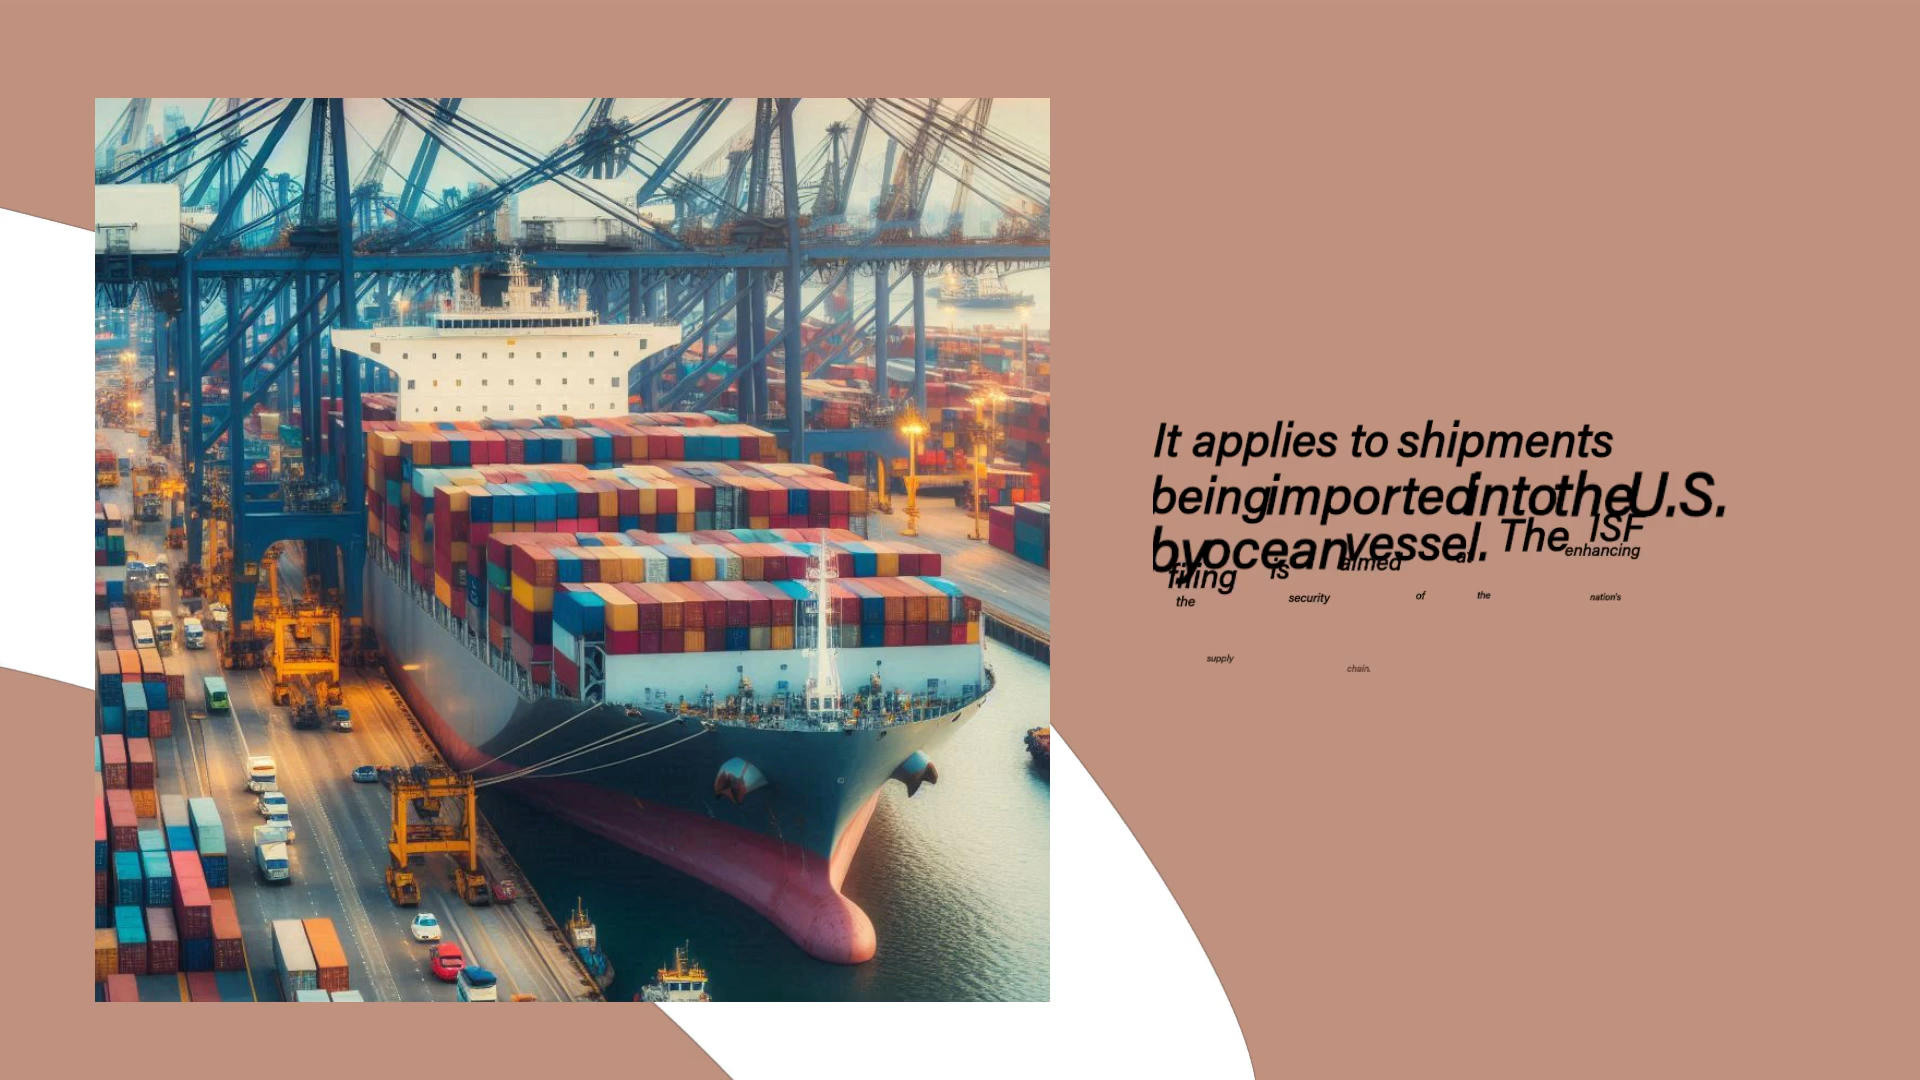 It applies to shipments
being imported into the U.S.
by ocean vessel. The ISF
filing is aimed at enhancing
the security of the nation's
supply chain.